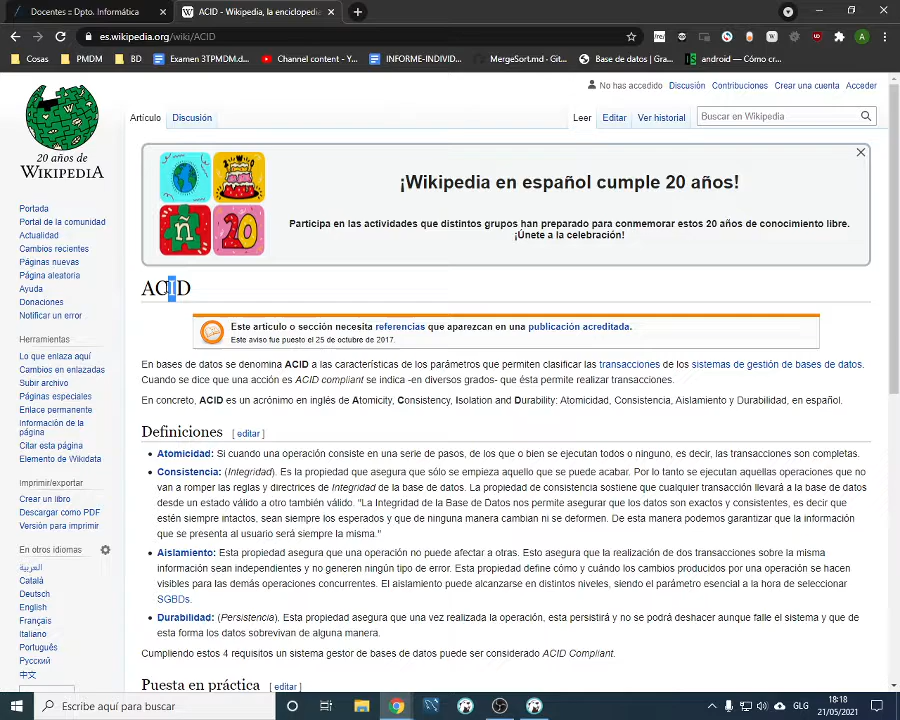 Docentes :: Dpto. Informática
ACID - Wikipedia, la enciclopedi
es.wikipedia.org/wiki/ACID
Cosas
PMDM
BD
Examen 3TPMDM.d...
Channel content - Y...
INFORME-INDIVID...
MergeSort.md - Git...
Base de datos | Gra...
android — Cómo cr...
20 años de
WIKIPEDIA
No has accedido
Discusión
Contribuciones
Crear una cuenta
Acceder
Artículo
Discusión
Leer
Editar
Ver historial
Buscar en Wikipedia
¡Wikipedia en español cumple 20 años!
Participa en las actividades que distintos grupos han preparado para conmemorar estos 20 años de conocimiento libre.
¡Únete a la celebración!
ñ
20
Portada
Portal de la comunidad
Actualidad
Cambios recientes
Páginas nuevas
Página aleatoria
Ayuda
Donaciones
Notificar un error
Herramientas
Lo que enlaza aquí
Cambios en enlazadas
Subir archivo
Páginas especiales
Enlace permanente
Información de la
página
Citar esta página
Elemento de Wikidata
Imprimir/exportar
Crear un libro
Descargar como PDF
Versión para imprimir
En otros idiomas
العربية
Català
Deutsch
English
Français
Italiano
Português
Русский
中文
ACID
Este artículo o sección necesita referencias que aparezcan en una publicación acreditada.
Este aviso fue puesto el 25 de octubre de 2017.
En bases de datos se denomina ACID a las características de los parámetros que permiten clasificar las transacciones de los sistemas de gestión de bases de datos.
Cuando se dice que una acción es ACID compliant se indica -en diversos grados- que ésta permite realizar transacciones.
En concreto, ACID es un acrónimo en inglés de Atomicity, Consistency, Isolation and Durability: Atomicidad, Consistencia, Aislamiento y Durabilidad, en español.
Definiciones [ editar ]
• Atomicidad: Si cuando una operación consiste en una serie de pasos, de los que o bien se ejecutan todos o ninguno, es decir, las transacciones son completas.
• Consistencia: (Integridad). Es la propiedad que asegura que sólo se empieza aquello que se puede acabar. Por lo tanto se ejecutan aquellas operaciones que no
van a romper las reglas y directrices de Integridad de la base de datos. La propiedad de consistencia sostiene que cualquier transacción llevará a la base de datos
desde un estado válido a otro también válido. "La Integridad de la Base de Datos nos permite asegurar que los datos son exactos y consistentes, es decir que
estén siempre intactos, sean siempre los esperados y que de ninguna manera cambian ni se deformen. De esta manera podemos garantizar que la información
que se presenta al usuario será siempre la misma."
• Aislamiento: Esta propiedad asegura que una operación no puede afectar a otras. Esto asegura que la realización de dos transacciones sobre la misma
información sean independientes y no generen ningún tipo de error. Esta propiedad define cómo y cuándo los cambios producidos por una operación se hacen
visibles para las demás operaciones concurrentes. El aislamiento puede alcanzarse en distintos niveles, siendo el parámetro esencial a la hora de seleccionar
SGBDs.
• Durabilidad: (Persistencia). Esta propiedad asegura que una vez realizada la operación, esta persistirá y no se podrá deshacer aunque falle el sistema y que de
esta forma los datos sobrevivan de alguna manera.
Cumpliendo estos 4 requisitos un sistema gestor de bases de datos puede ser considerado ACID Compliant.
Puesta en práctica [ editar ]
Escribe aquí para buscar
GLG
18:18
21/05/2021